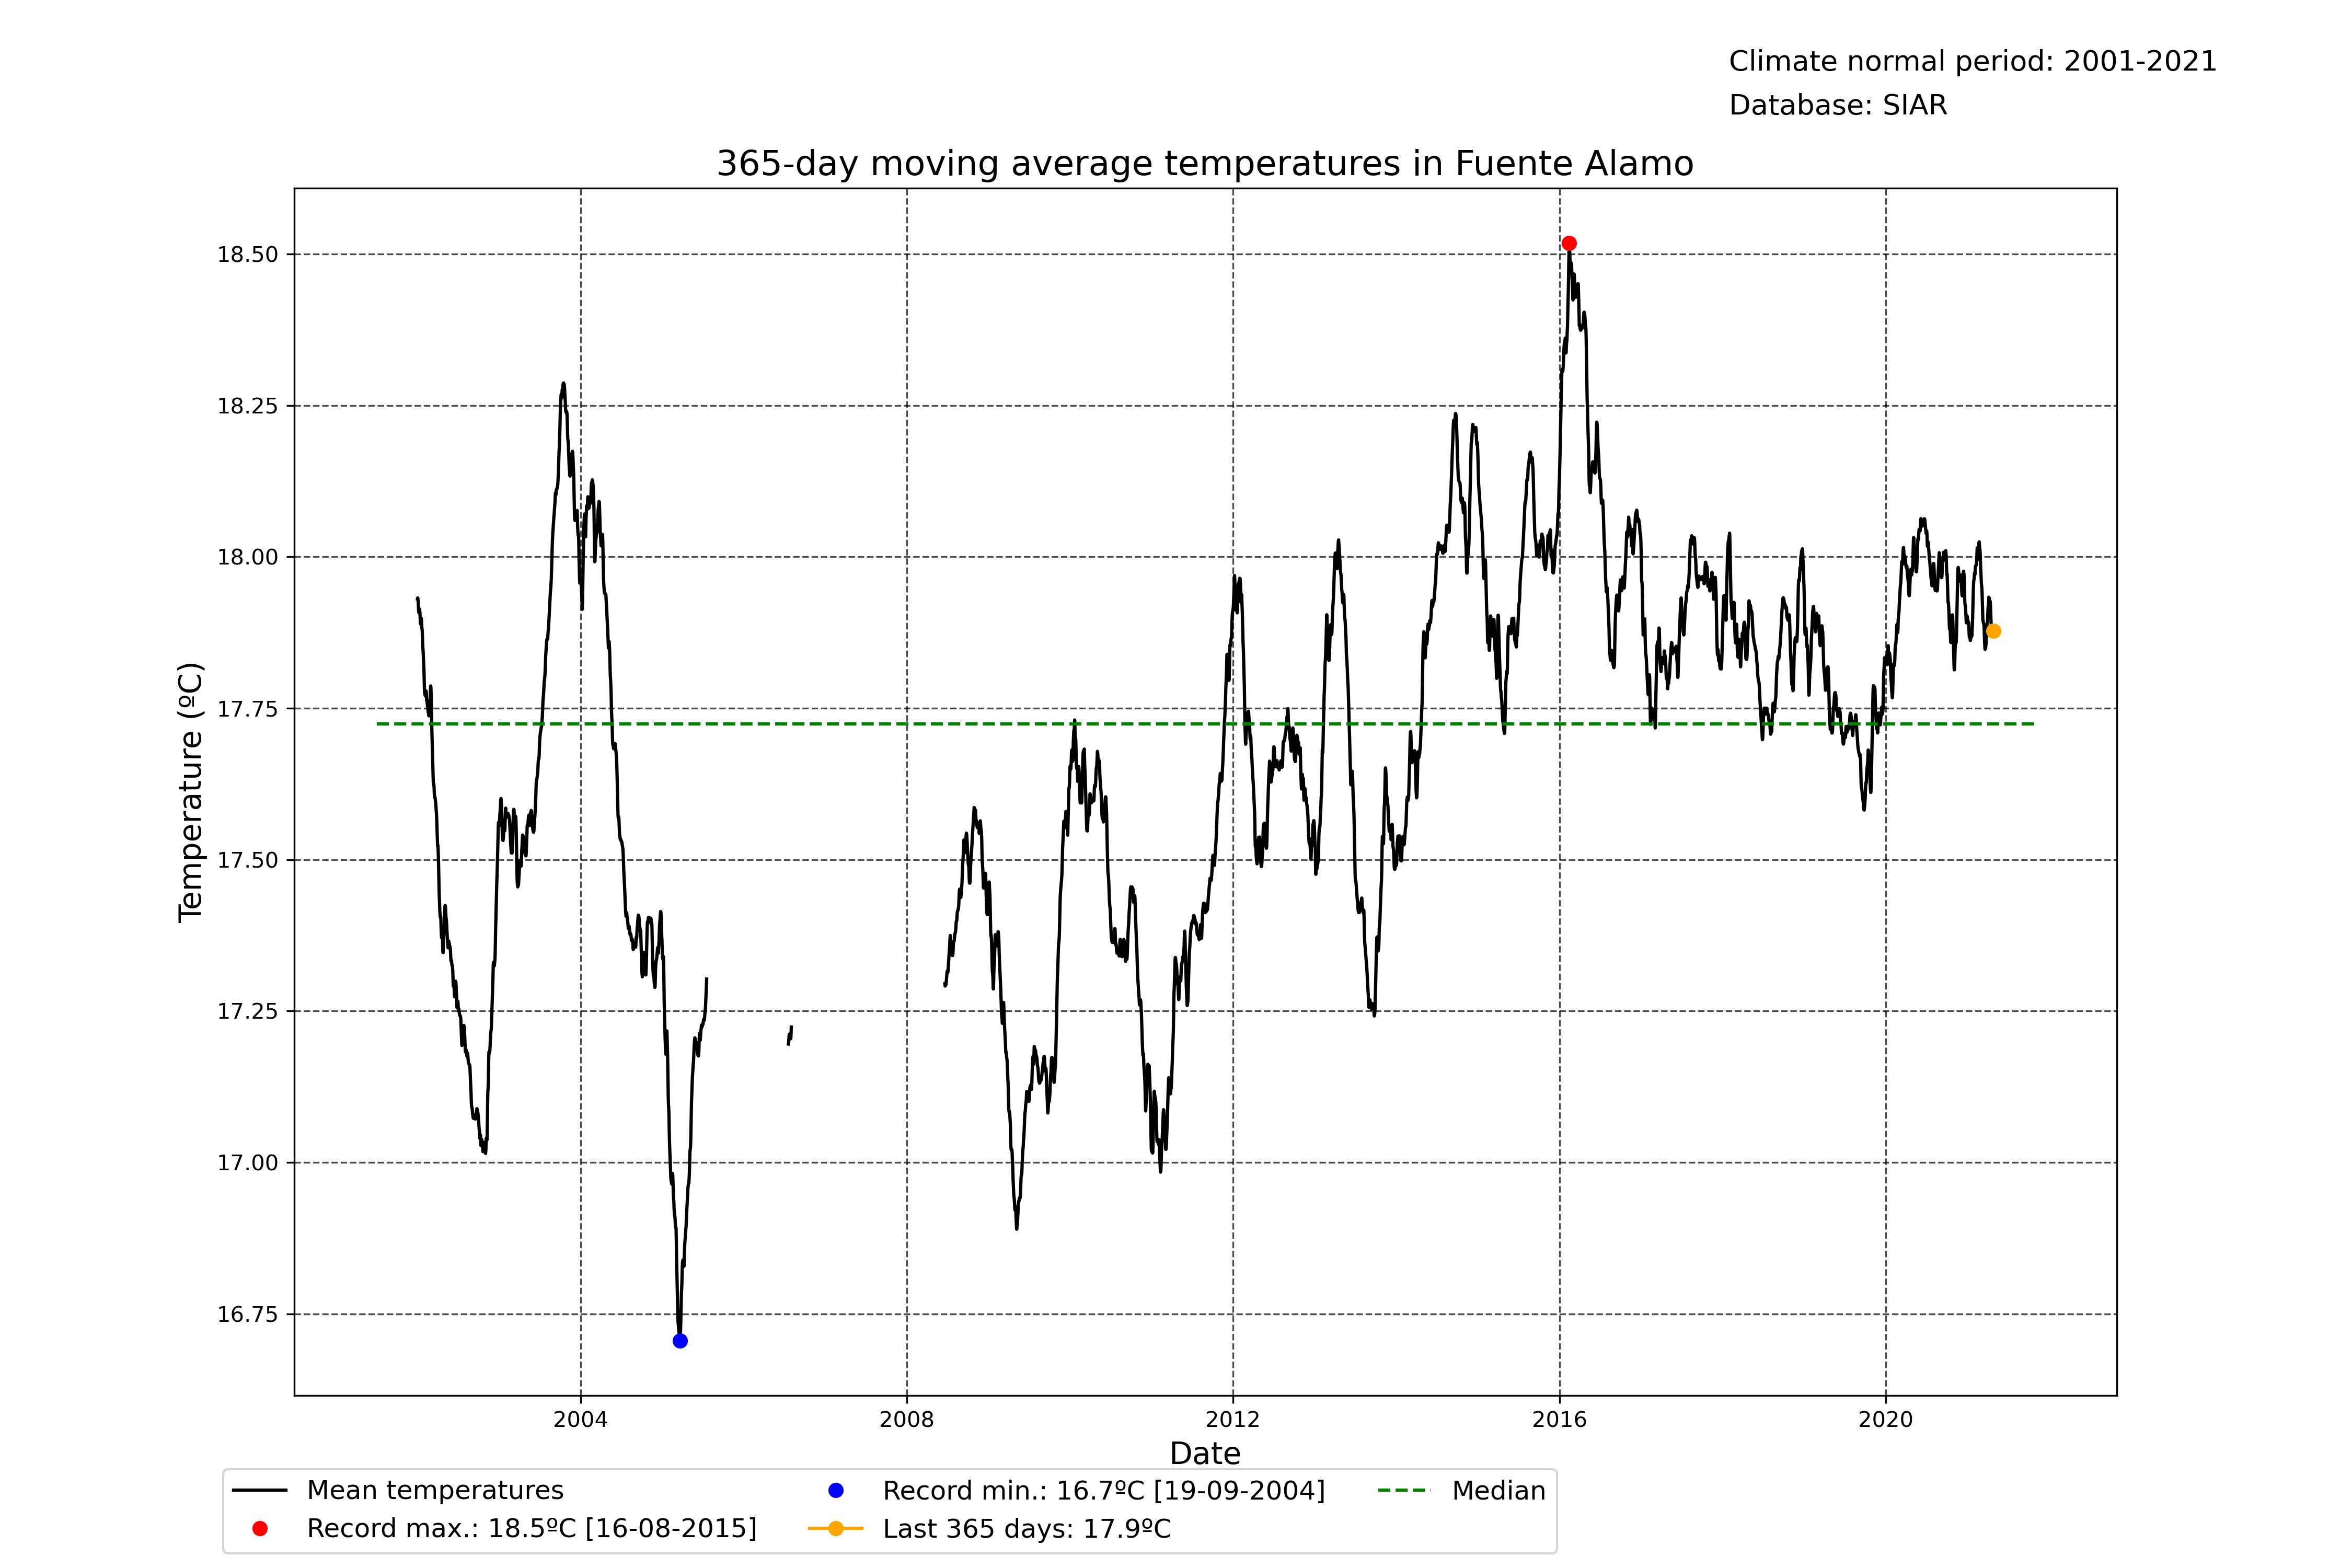 Climate normal period: 2001-2021
Database: SIAR
365-day moving average temperatures in Fuente Alamo
Temperature (ºC)
18.50
18.25
18.00
17.75
17.50
17.25
17.00
16.75
2004
2008
2012
2016
2020
Date
Mean temperatures
Record max.: 18.5ºC [16-08-2015]
Record min.: 16.7ºC [19-09-2004]
Last 365 days: 17.9ºC
Median